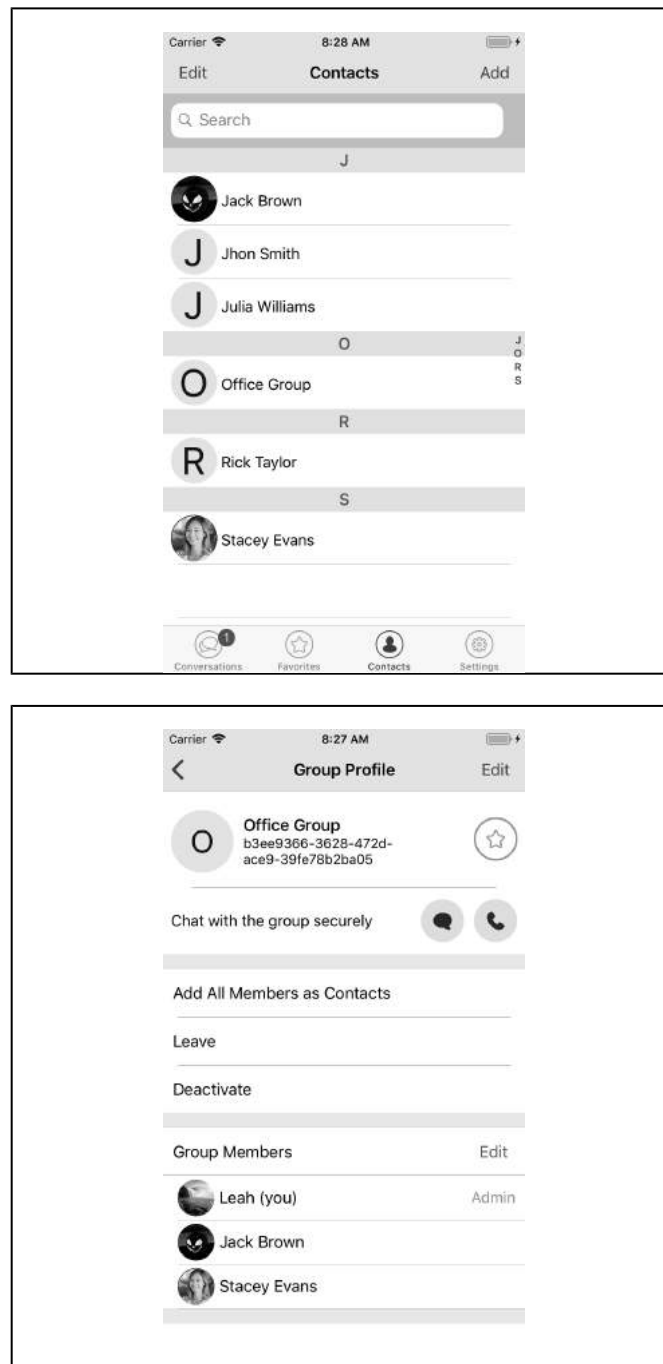 Carrier 8:28 AM
Edit Contacts Add
Search
J
Jack Brown
J Jhon Smith
J Julia Williams
O
O Office Group
R
R Rick Taylor
S
Stacey Evans
J
O
R
S
1
Conversations Favorites Contacts Settings
Carrier 8:27 AM
Group Profile Edit
O
Office Group
b3ee9366-3628-472d-
ace9-39fe78b2ba05
Chat with the group securely
Add All Members as Contacts
Leave
Deactivate
Group Members Edit
Leah (you) Admin
Jack Brown
Stacey Evans